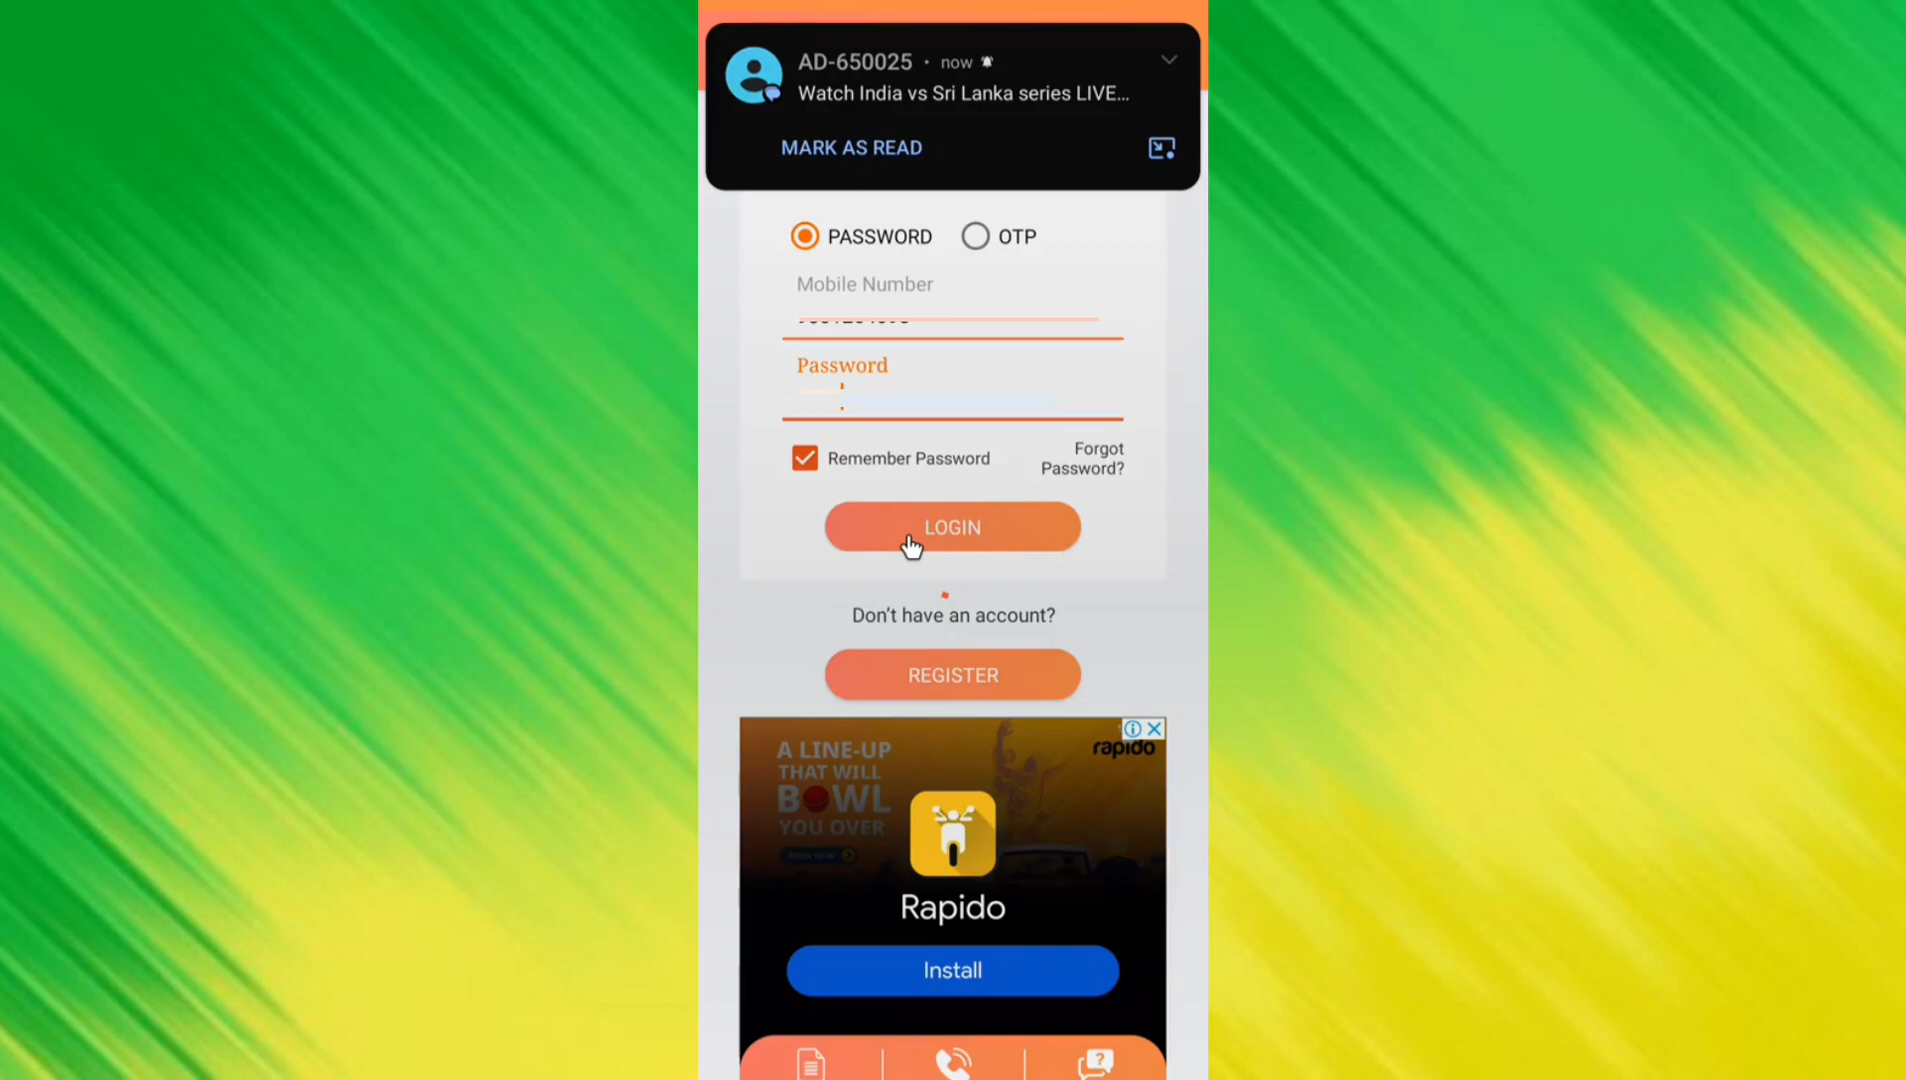 AD-650025 • now
Watch India vs Sri Lanka series LIVE...
MARK AS READ
PASSWORD OTP
Mobile Number
Password
Remember Password
Forgot
Password?
LOGIN
Don't have an account?
REGISTER
A LINE-UP
THAT WILL
BOWL
YOU OVER
BOOK NOW
rapido
Rapido
Install